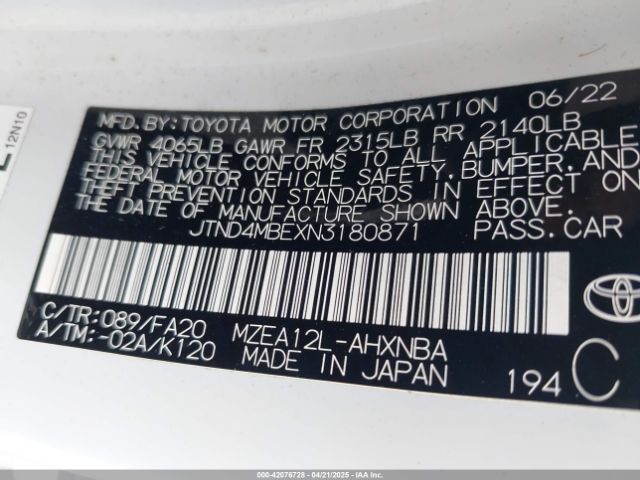 12N10
MFD.BY:TOYOTA MOTOR CORPORATION 06/22
GVWR 4065LB GAWR FR 2315LB RR 2140LB
THIS VEHICLE CONFORMS TO ALL APPLICABLE
FEDERAL MOTOR VEHICLE SAFETY,BUMPER,AND
THEFT PREVENTION STANDARDS IN EFFECT ON
THE DATE OF MANUFACTURE SHOWN ABOVE.
JTND4MBEXN3180871 PASS.CAR
C/TR:089/FA20 MZEA12L-AHXNBA
A/TM:-02A/K120 MADE IN JAPAN
194 C
000-42076728 04/21/2025 IAAI.COM